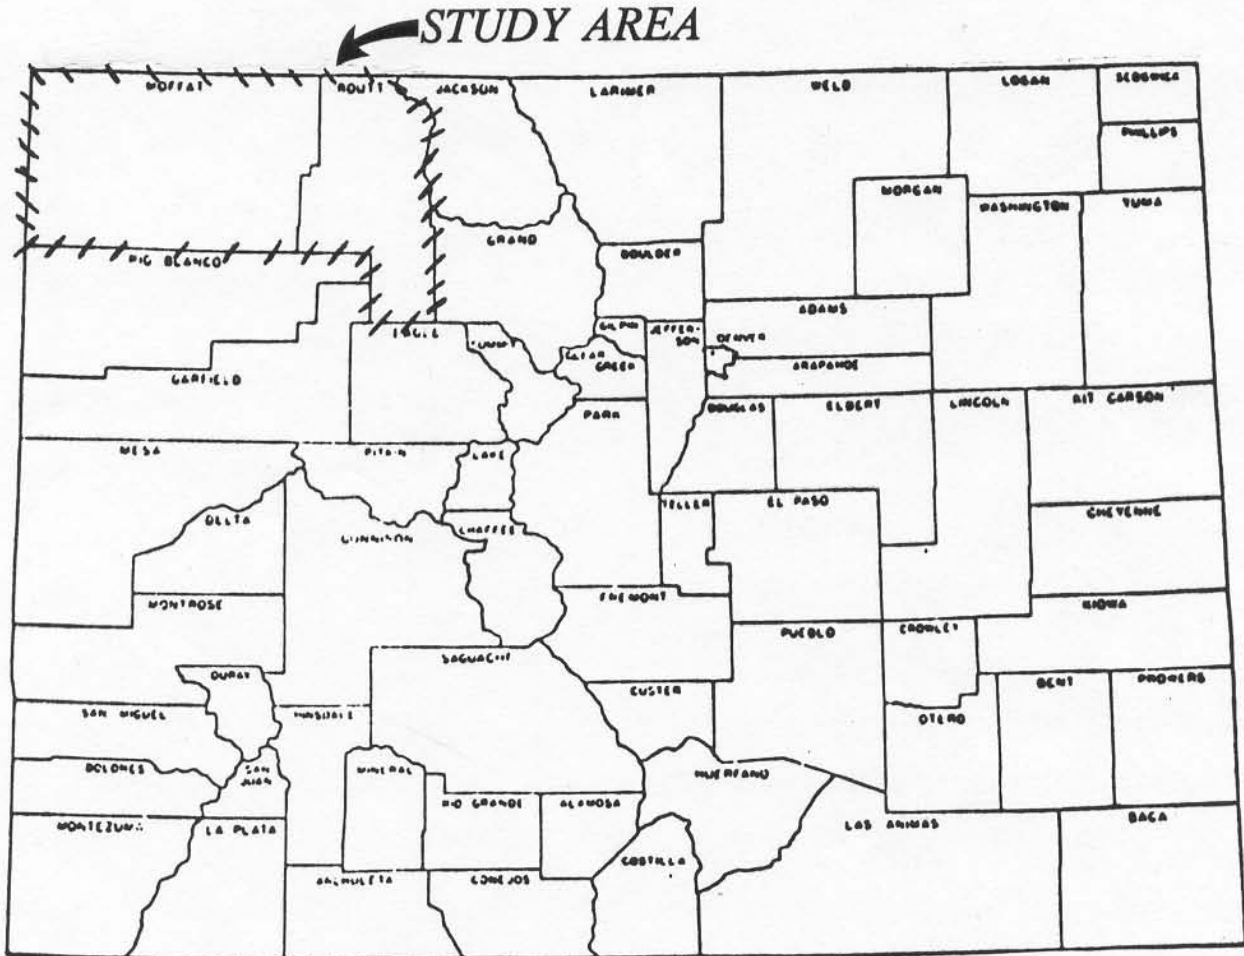 STUDY AREA
MOFFAT
ROUTT
JACKSON
LARIMER
WELD
LOGAN
SEDGWICK
PHILLIPS
MORGAN
WASHINGTON
YUMA
GRAND
BOULDER
RIO BLANCO
ADAMS
GILPIN
JEFFER-
SON
DENVER
EAGLE
SUMMIT
CLEAR
CREEK
ARAPAHOE
GARFIELD
PARK
DOUGLAS
ELBERT
LINCOLN
KIT CARSON
MESA
PITKIN
LAKE
TELLER
EL PASO
CHEYENNE
DELTA
GUNNISON
CHAFFEE
MONTROSE
FREMONT
KIOWA
PUEBLO
CROWLEY
SAGUACHE
OURAY
CUSTER
BENT
PROWERS
SAN MIGUEL
HINSDALE
OTERO
DOLORES
SAN
JUAN
MINERAL
HUERFANO
RIO GRANDE
ALAMOSA
MONTEZUMA
LA PLATA
LAS ANIMAS
BACA
COSTILLA
ARCHULETA
CONEJOS